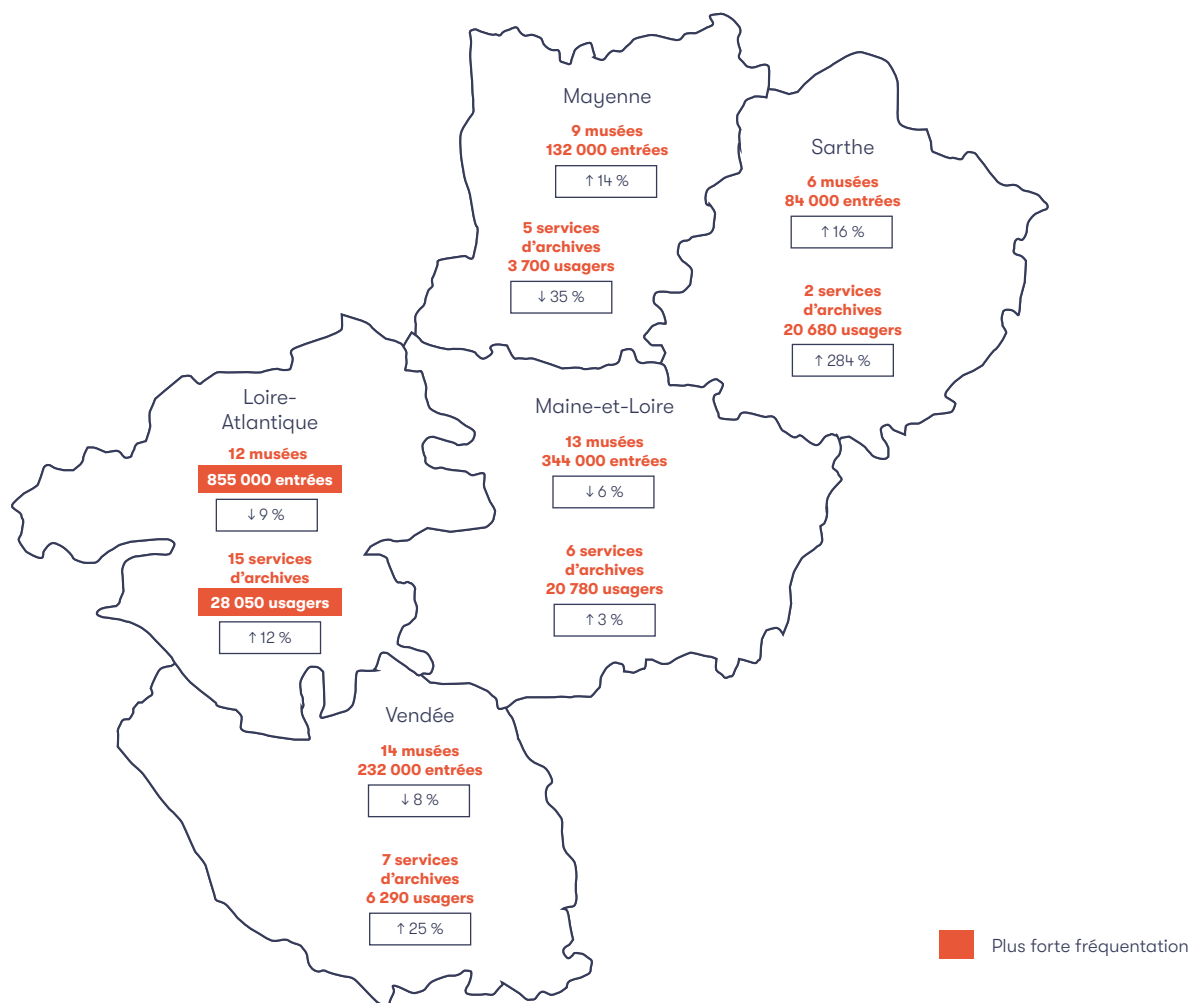 Mayenne
9 musées
132 000 entrées
↑ 14 %
5 services
d'archives
3 700 usagers
↓ 35 %
Sarthe
6 musées
84 000 entrées
↑ 16 %
2 services
d'archives
20 680 usagers
↑ 284 %
Loire-
Atlantique
12 musées
855 000 entrées
↓ 9 %
15 services
d'archives
28 050 usagers
↑ 12 %
Maine-et-Loire
13 musées
344 000 entrées
↓ 6 %
6 services
d'archives
20 780 usagers
↑ 3 %
Vendée
14 musées
232 000 entrées
↓ 8 %
7 services
d'archives
6 290 usagers
↑ 25 %
Plus forte fréquentation